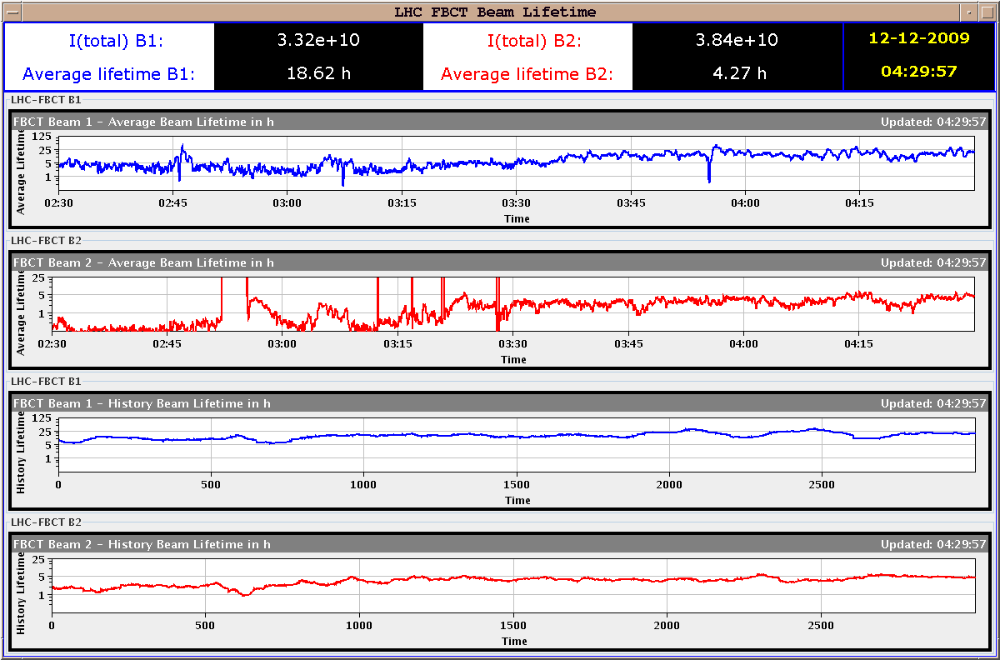 LHC FBCT Beam Lifetime
I(total) B1: 3.32e+10 I(total) B2: 3.84e+10 12-12-2009
Average lifetime B1: 18.62 h Average lifetime B2: 4.27 h 04:29:57
LHC-FBCT B1
FBCT Beam 1 - Average Beam Lifetime in h Updated: 04:29:57
Average Lifetime
125
25
5
1
02:30 02:45 03:00 03:15 03:30 03:45 04:00 04:15
Time
LHC-FBCT B2
FBCT Beam 2 - Average Beam Lifetime in h Updated: 04:29:57
Average Lifetime
25
5
1
02:30 02:45 03:00 03:15 03:30 03:45 04:00 04:15
Time
LHC-FBCT B1
FBCT Beam 1 - History Beam Lifetime in h Updated: 04:29:57
History Lifetime
125
25
5
1
0 500 1000 1500 2000 2500
Time
LHC-FBCT B2
FBCT Beam 2 - History Beam Lifetime in h Updated: 04:29:57
History Lifetime
25
5
1
0 500 1000 1500 2000 2500
Time